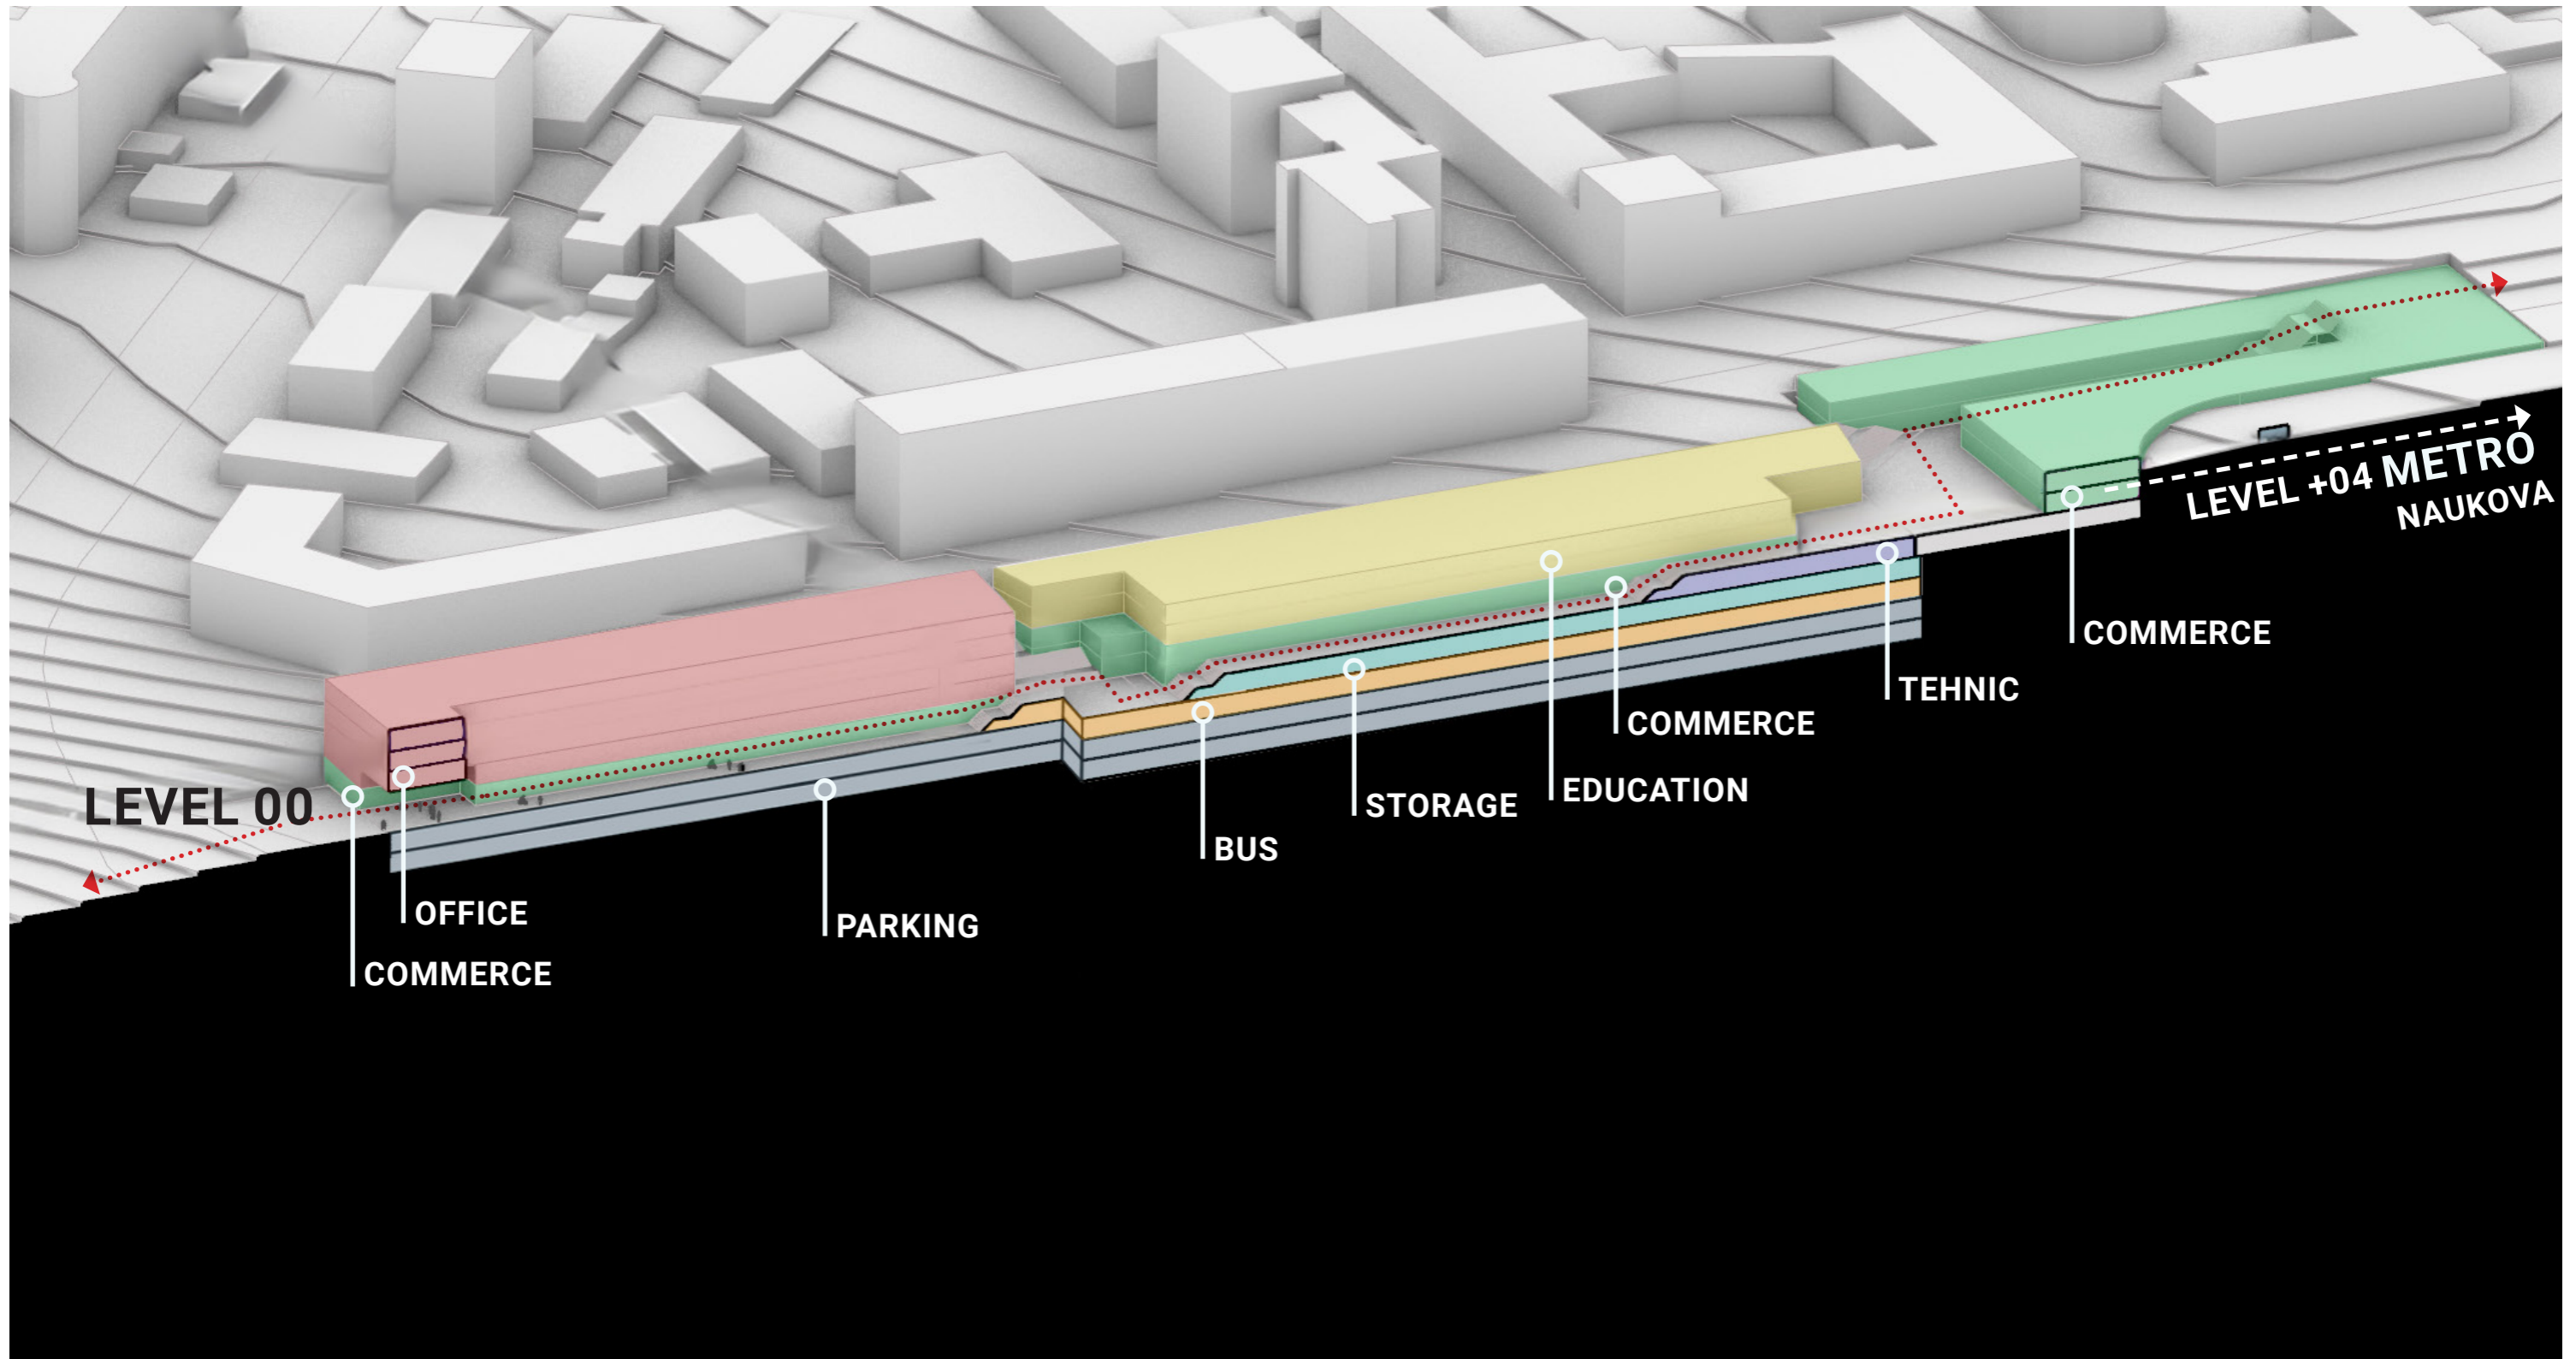 LEVEL +04 METRO
NAUKOVA
COMMERCE
TEHNIC
COMMERCE
EDUCATION
STORAGE
BUS
LEVEL 00
OFFICE
PARKING
COMMERCE